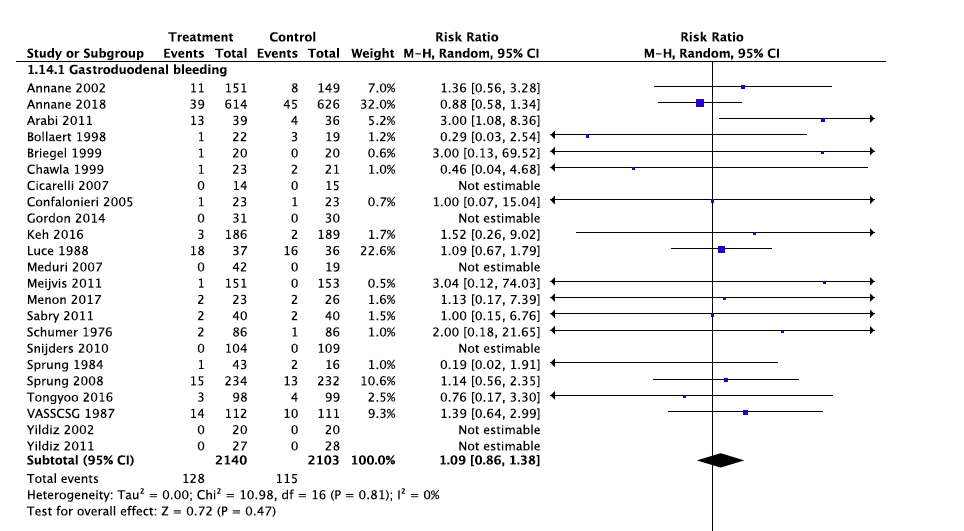 Treatment Control Risk Ratio Risk Ratio
Study or Subgroup Events Total Events Total Weight M-H, Random, 95% CI M-H, Random, 95% CI
1.14.1 Gastroduodenal bleeding
Annane 2002 11 151 8 149 7.0% 1.36 [0.56, 3.28]
Annane 2018 39 614 45 626 32.0% 0.88 [0.58, 1.34]
Arabi 2011 13 39 4 36 5.2% 3.00 [1.08, 8.36]
Bollaert 1998 1 22 3 19 1.2% 0.29 [0.03, 2.54]
Briegel 1999 1 20 0 20 0.6% 3.00 [0.13, 69.52]
Chawla 1999 1 23 2 21 1.0% 0.46 [0.04, 4.68]
Cicarelli 2007 0 14 0 15 Not estimable
Confalonieri 2005 1 23 1 23 0.7% 1.00 [0.07, 15.04]
Gordon 2014 0 31 0 30 Not estimable
Keh 2016 3 186 2 189 1.7% 1.52 [0.26, 9.02]
Luce 1988 18 37 16 36 22.6% 1.09 [0.67, 1.79]
Meduri 2007 0 42 0 19 Not estimable
Meijvis 2011 1 151 0 153 0.5% 3.04 [0.12, 74.03]
Menon 2017 2 23 2 26 1.6% 1.13 [0.17, 7.39]
Sabry 2011 2 40 2 40 1.5% 1.00 [0.15, 6.76]
Schumer 1976 2 86 1 86 1.0% 2.00 [0.18, 21.65]
Snijders 2010 0 104 0 109 Not estimable
Sprung 1984 1 43 2 16 1.0% 0.19 [0.02, 1.91]
Sprung 2008 15 234 13 232 10.6% 1.14 [0.56, 2.35]
Tongyoo 2016 3 98 4 99 2.5% 0.76 [0.17, 3.30]
VASSCSG 1987 14 112 10 111 9.3% 1.39 [0.64, 2.99]
Yildiz 2002 0 20 0 20 Not estimable
Yildiz 2011 0 27 0 28 Not estimable
Subtotal (95% CI) 2140 2103 100.0% 1.09 [0.86, 1.38]
Total events 128 115
Heterogeneity: Tau² = 0.00; Chi² = 10.98, df = 16 (P = 0.81); I² = 0%
Test for overall effect: Z = 0.72 (P = 0.47)